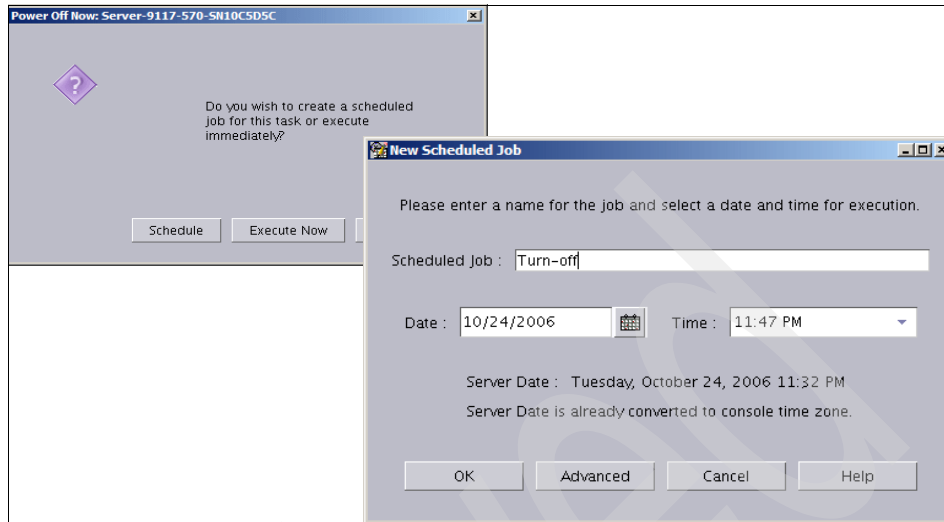 Power Off Now: Server-9117-570-SN10C5D5C
Do you wish to create a scheduled
job for this task or execute
immediately?
Schedule
Execute Now
New Scheduled Job
Please enter a name for the job and select a date and time for execution.
Scheduled Job : Turn-off
Date : 10/24/2006 Time : 11:47 PM
Server Date : Tuesday, October 24, 2006 11:32 PM
Server Date is already converted to console time zone.
OK Advanced Cancel Help